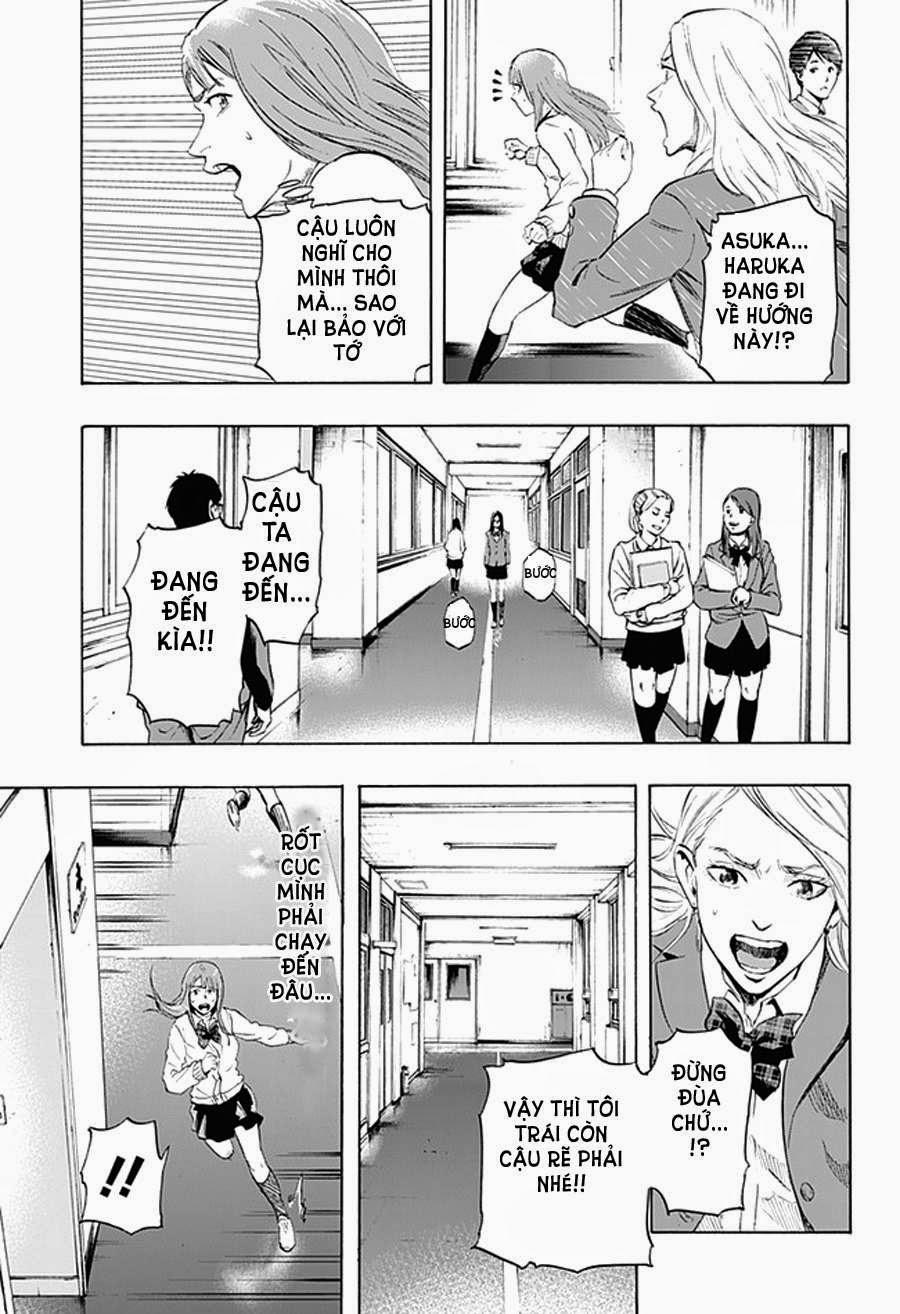 ASUKA...
HARUKA
ĐANG ĐI
VỀ HƯỚNG
NÀY!?
CẬU LUÔN
NGHĨ CHO
MÌNH THÔI
MÀ... SAO
LẠI BẢO VỚI
TỚ
BƯỚC
BƯỚC
CẬU
TA
ĐANG
ĐẾN...
ĐANG
ĐẾN
KÌA!!
ĐỪNG
ĐÙA
CHỨ...
!?
VẬY THÌ TÔI
TRÁI CÒN
CẬU RẼ PHẢI
NHÉ!!
RỐT
CỤC
MÌNH
PHẢI
CHẠY
ĐẾN
ĐÂU...
!!